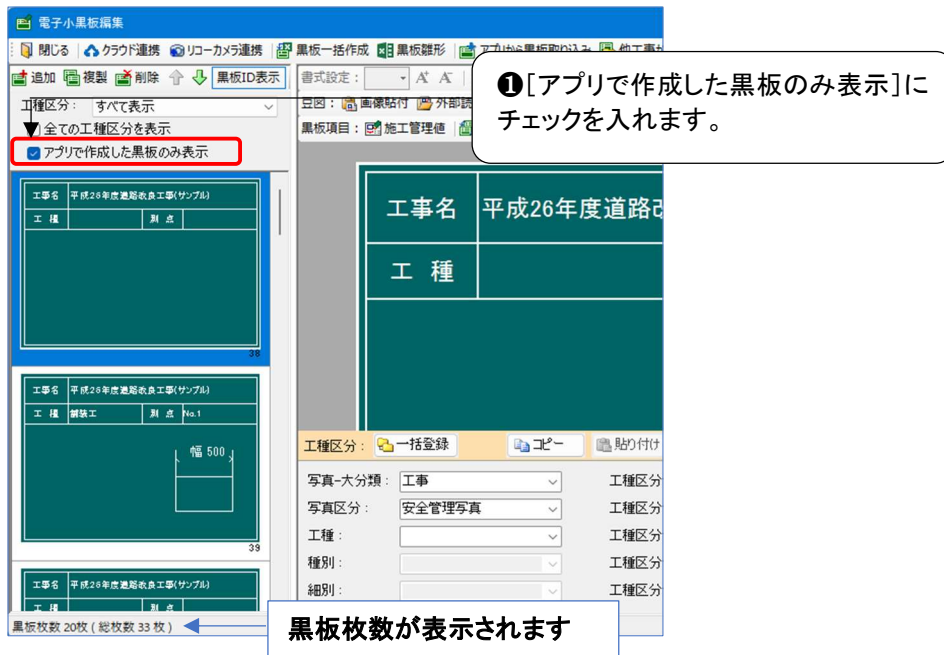 電子小黒板編集
閉じる クラウド連携 リコーカメラ連携 黒板一括作成 黒板雛形 アプリから黒板取り込み
追加 複製 削除 黒板ID表示 書式設定：
工種区分： すべて表示
豆図： 画像貼付 外部読
全ての工種区分を表示
黒板項目： 施工管理値
アプリで作成した黒板のみ表示
❶[アプリで作成した黒板のみ表示]に
チェックを入れます。
工事名 平成26年度道路改良工事(サンプル)
工 種 測 点
38
工事名 平成26年度道路改良工事(サンプル)
工 種 舗装工 測 点 No.1
幅 500
39
工事名 平成26年度道路改良工事(サンプル)
工 種 測 点
工事名 平成26年度道路改
工 種
工種区分： 一括登録 コピー 貼り付け
写真-大分類： 工事 工種区分
写真区分： 安全管理写真 工種区分
工種： 工種区分
種別： 工種区分
細別： 工種区分
黒板枚数 20枚 ( 総枚数 33 枚 )
黒板枚数が表示されます